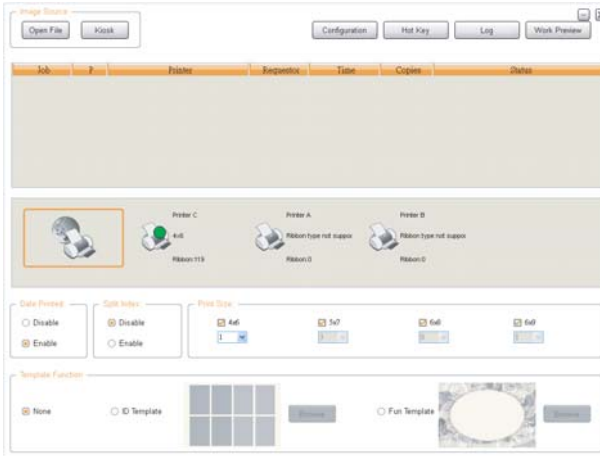 Image Source
Open File Kiosk Configuration Hot Key Log Work Preview
Job P Printer Requestor Time Copies Status
Printer C Printer A Printer B
4x6 Ribbon type not suppor Ribbon type not suppor
Ribbon:119 Ribbon:0 Ribbon:0
Date Printed Split Index Print Size
Disable Disable 4x6 5x7 6x8 6x9
Enable Enable 1
Template Function
None ID Template Browse Fun Template Browse